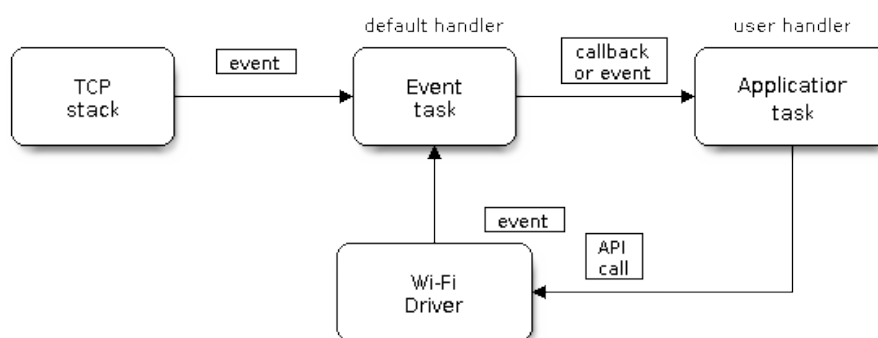 default handler
user handler
event
callback
or event
TCP
stack
Event
task
Application
task
event
API
call
Wi-Fi
Driver